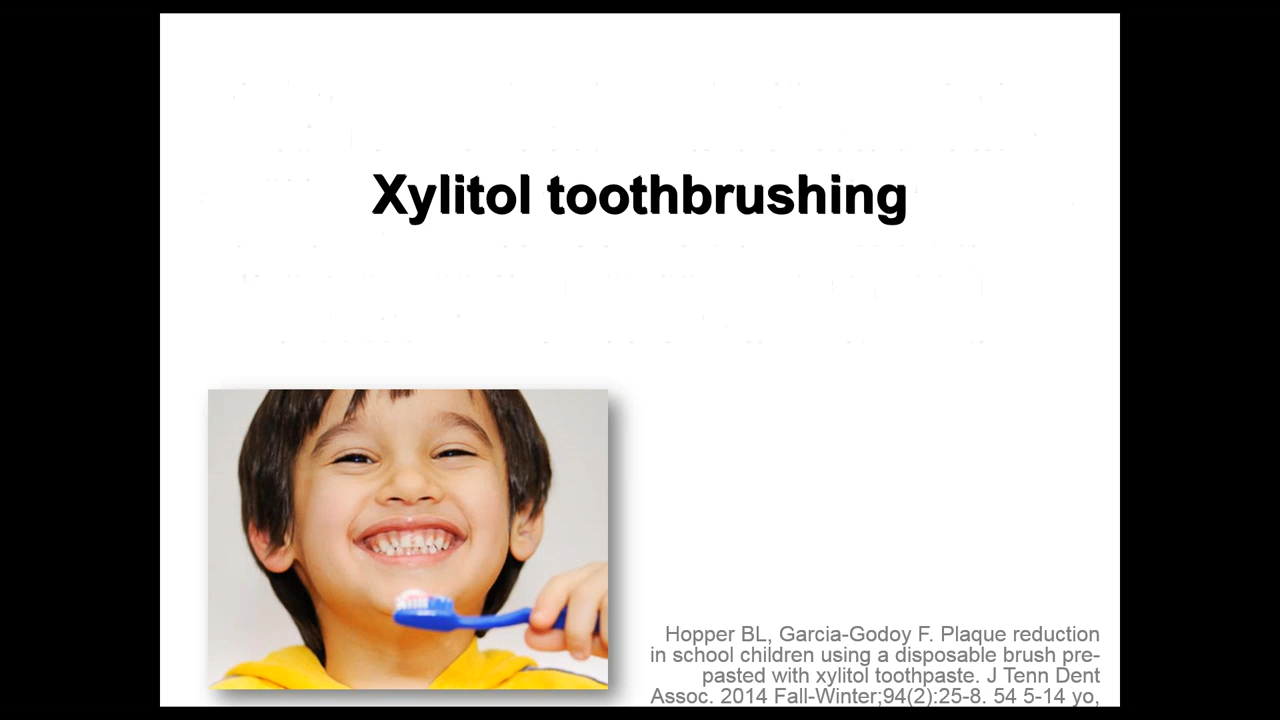 Xylitol toothbrushing
Hopper BL, Garcia-Godoy F. Plaque reduction
in school children using a disposable brush pre-
pasted with xylitol toothpaste. J Tenn Dent
Assoc. 2014 Fall-Winter;94(2):25-8. 54 5-14 yo,